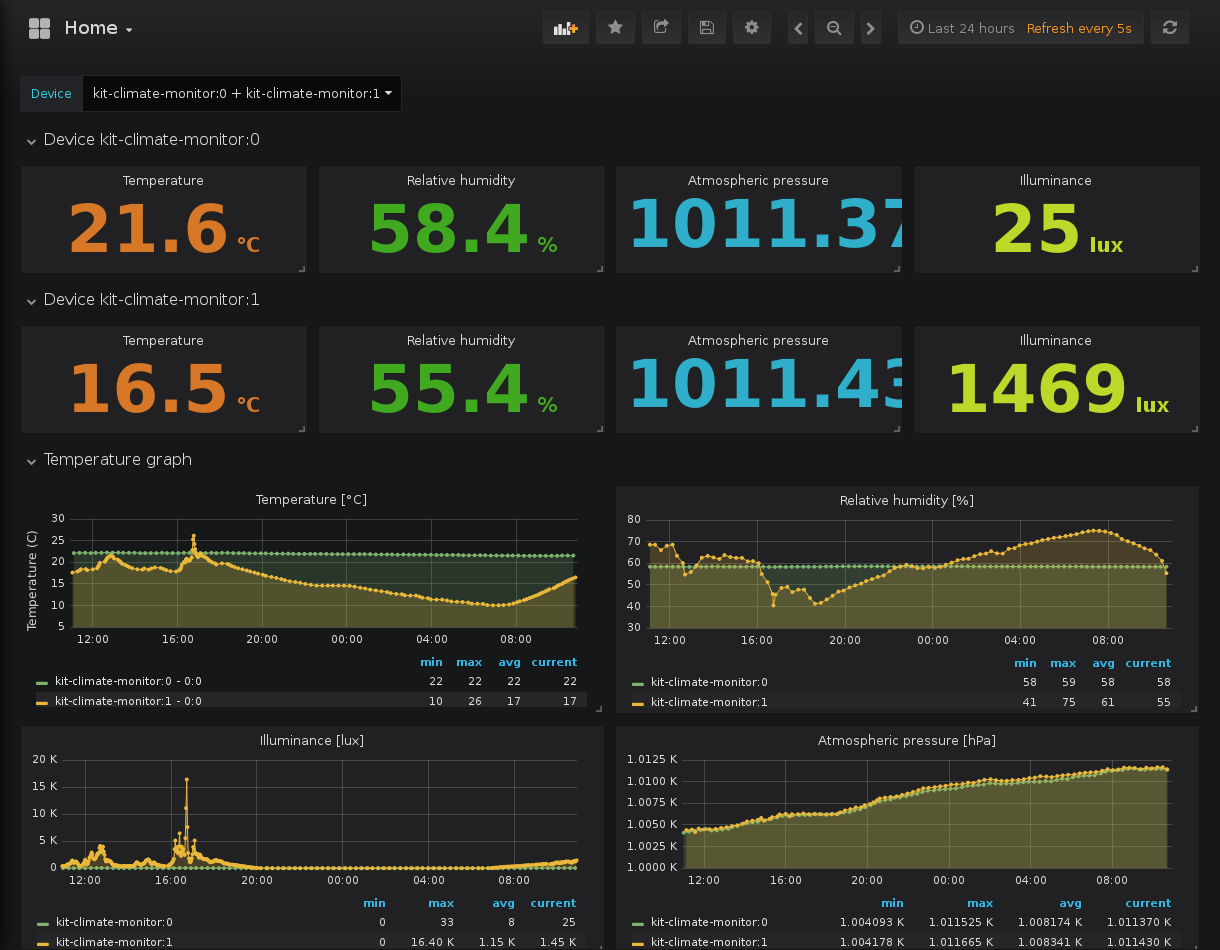 Home
Last 24 hours Refresh every 5s
Device kit-climate-monitor:0 + kit-climate-monitor:1
Device kit-climate-monitor:0
Temperature Relative humidity Atmospheric pressure Illuminance
21.6 °C 58.4 % 1011.37 25 lux
Device kit-climate-monitor:1
Temperature Relative humidity Atmospheric pressure Illuminance
16.5 °C 55.4 % 1011.43 1469 lux
Temperature graph
Temperature [°C]
Temperature (C)
30
25
20
15
10
5
12:00 16:00 20:00 00:00 04:00 08:00
min max avg current
kit-climate-monitor:0 - 0:0 22 22 22 22
kit-climate-monitor:1 - 0:0 10 26 17 17
Relative humidity [%]
80
70
60
50
40
30
12:00 16:00 20:00 00:00 04:00 08:00
min max avg current
kit-climate-monitor:0 58 59 58 58
kit-climate-monitor:1 41 75 61 55
Illuminance [lux]
20 K
15 K
10 K
5 K
0
12:00 16:00 20:00 00:00 04:00 08:00
min max avg current
kit-climate-monitor:0 0 33 8 25
kit-climate-monitor:1 0 16.40 K 1.15 K 1.45 K
Atmospheric pressure [hPa]
1.0125 K
1.0100 K
1.0075 K
1.0050 K
1.0025 K
1.0000 K
12:00 16:00 20:00 00:00 04:00 08:00
min max avg current
kit-climate-monitor:0 1.004093 K 1.011525 K 1.008174 K 1.011370 K
kit-climate-monitor:1 1.004178 K 1.011665 K 1.008341 K 1.011430 K